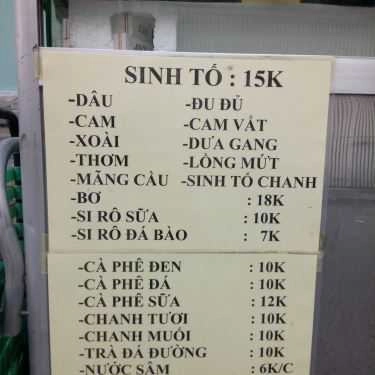 SINH TỐ : 15K
-DÂU -ĐU ĐỦ
-CAM -CAM VẮT
-XOÀI -DƯA GANG
-THƠM -LỒNG MỨT
-MÃNG CẦU -SINH TỐ CHANH
-BƠ : 18K
-SI RÔ SỮA : 10K
-SI RÔ ĐÁ BÀO : 7K
-CÀ PHÊ ĐEN : 10K
-CÀ PHÊ ĐÁ : 10K
-CÀ PHÊ SỮA : 12K
-CHANH TƯƠI : 10K
-CHANH MUỐI : 10K
-TRÀ ĐÁ ĐƯỜNG : 10K
-NƯỚC SÂM : 6K/C